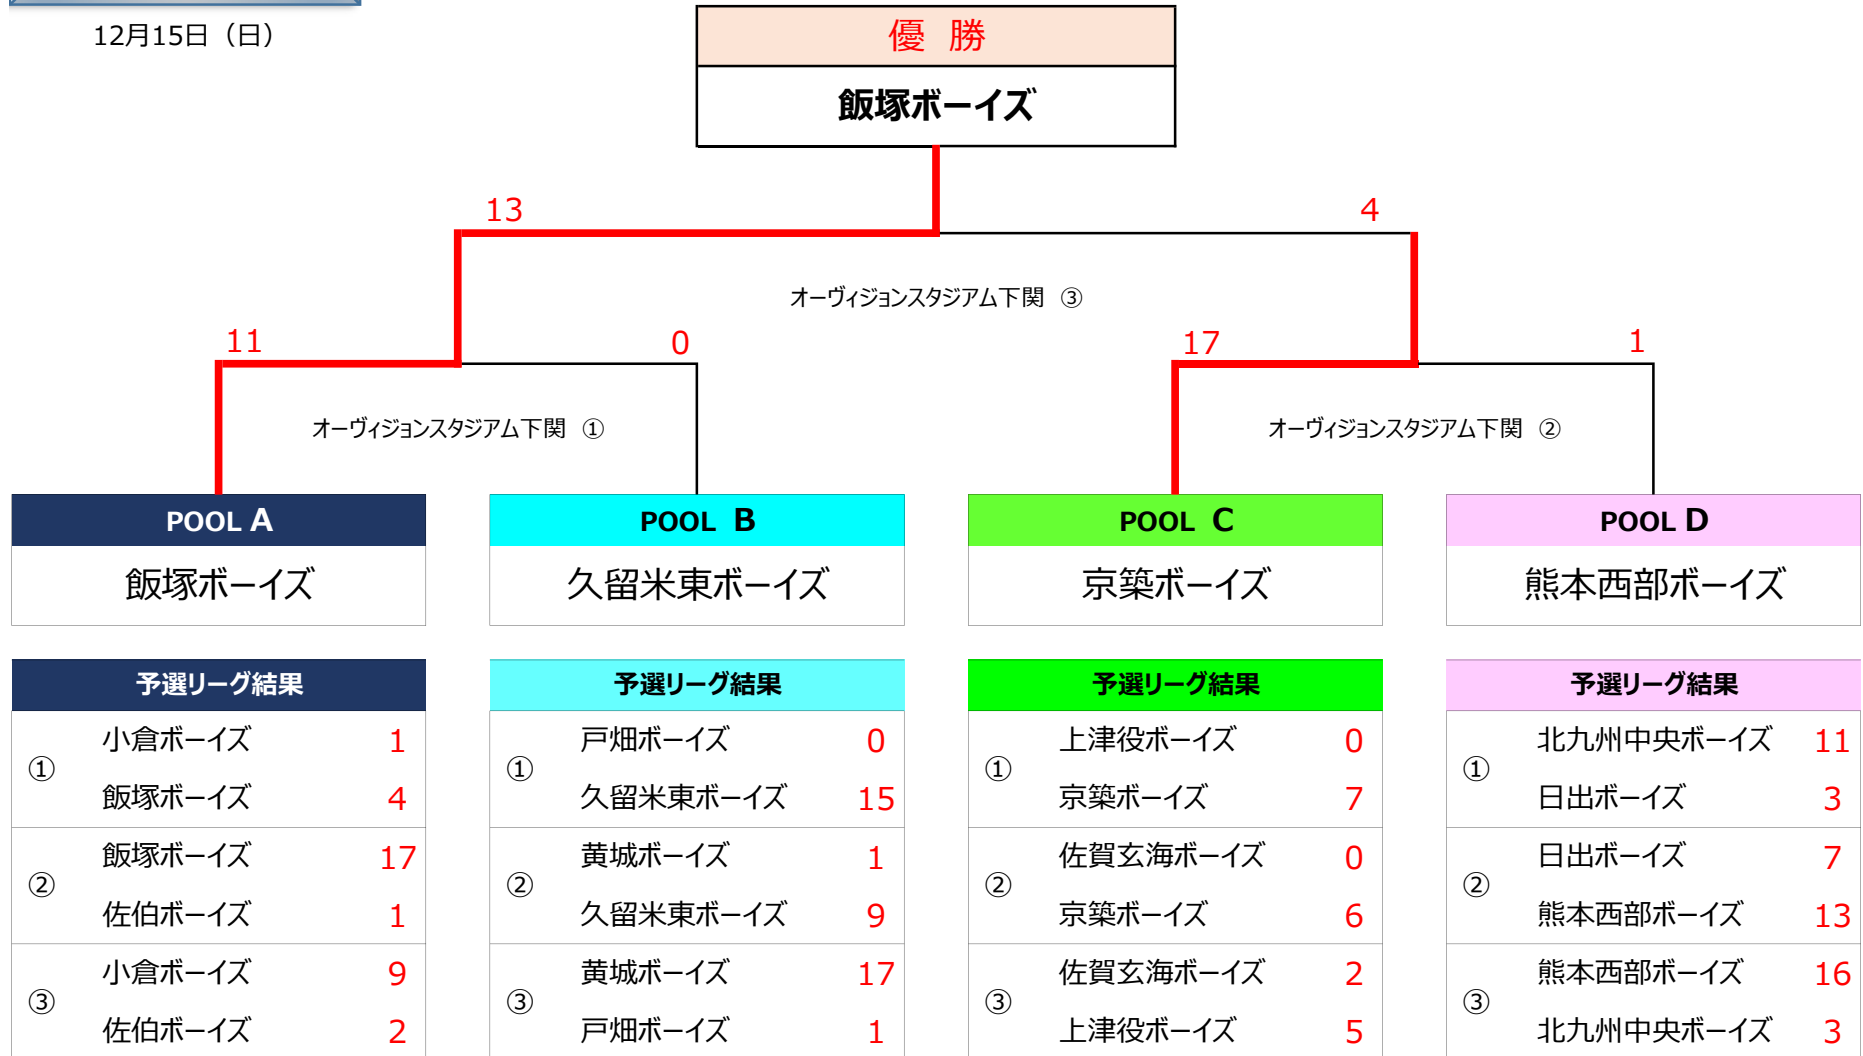 12月15日（日）
優 勝
飯塚ボーイズ
13 4
オーヴィジョンスタジアム下関 ③
11 0 17 1
オーヴィジョンスタジアム下関 ① オーヴィジョンスタジアム下関 ②
POOL A POOL B POOL C POOL D
飯塚ボーイズ 久留米東ボーイズ 京築ボーイズ 熊本西部ボーイズ
予選リーグ結果
① 小倉ボーイズ 1
飯塚ボーイズ 4
② 飯塚ボーイズ 17
佐伯ボーイズ 1
③ 小倉ボーイズ 9
佐伯ボーイズ 2
予選リーグ結果
① 戸畑ボーイズ 0
久留米東ボーイズ 15
② 黄城ボーイズ 1
久留米東ボーイズ 9
③ 黄城ボーイズ 17
戸畑ボーイズ 1
予選リーグ結果
① 上津役ボーイズ 0
京築ボーイズ 7
② 佐賀玄海ボーイズ 0
京築ボーイズ 6
③ 佐賀玄海ボーイズ 2
上津役ボーイズ 5
予選リーグ結果
① 北九州中央ボーイズ 11
日出ボーイズ 3
② 日出ボーイズ 7
熊本西部ボーイズ 13
③ 熊本西部ボーイズ 16
北九州中央ボーイズ 3